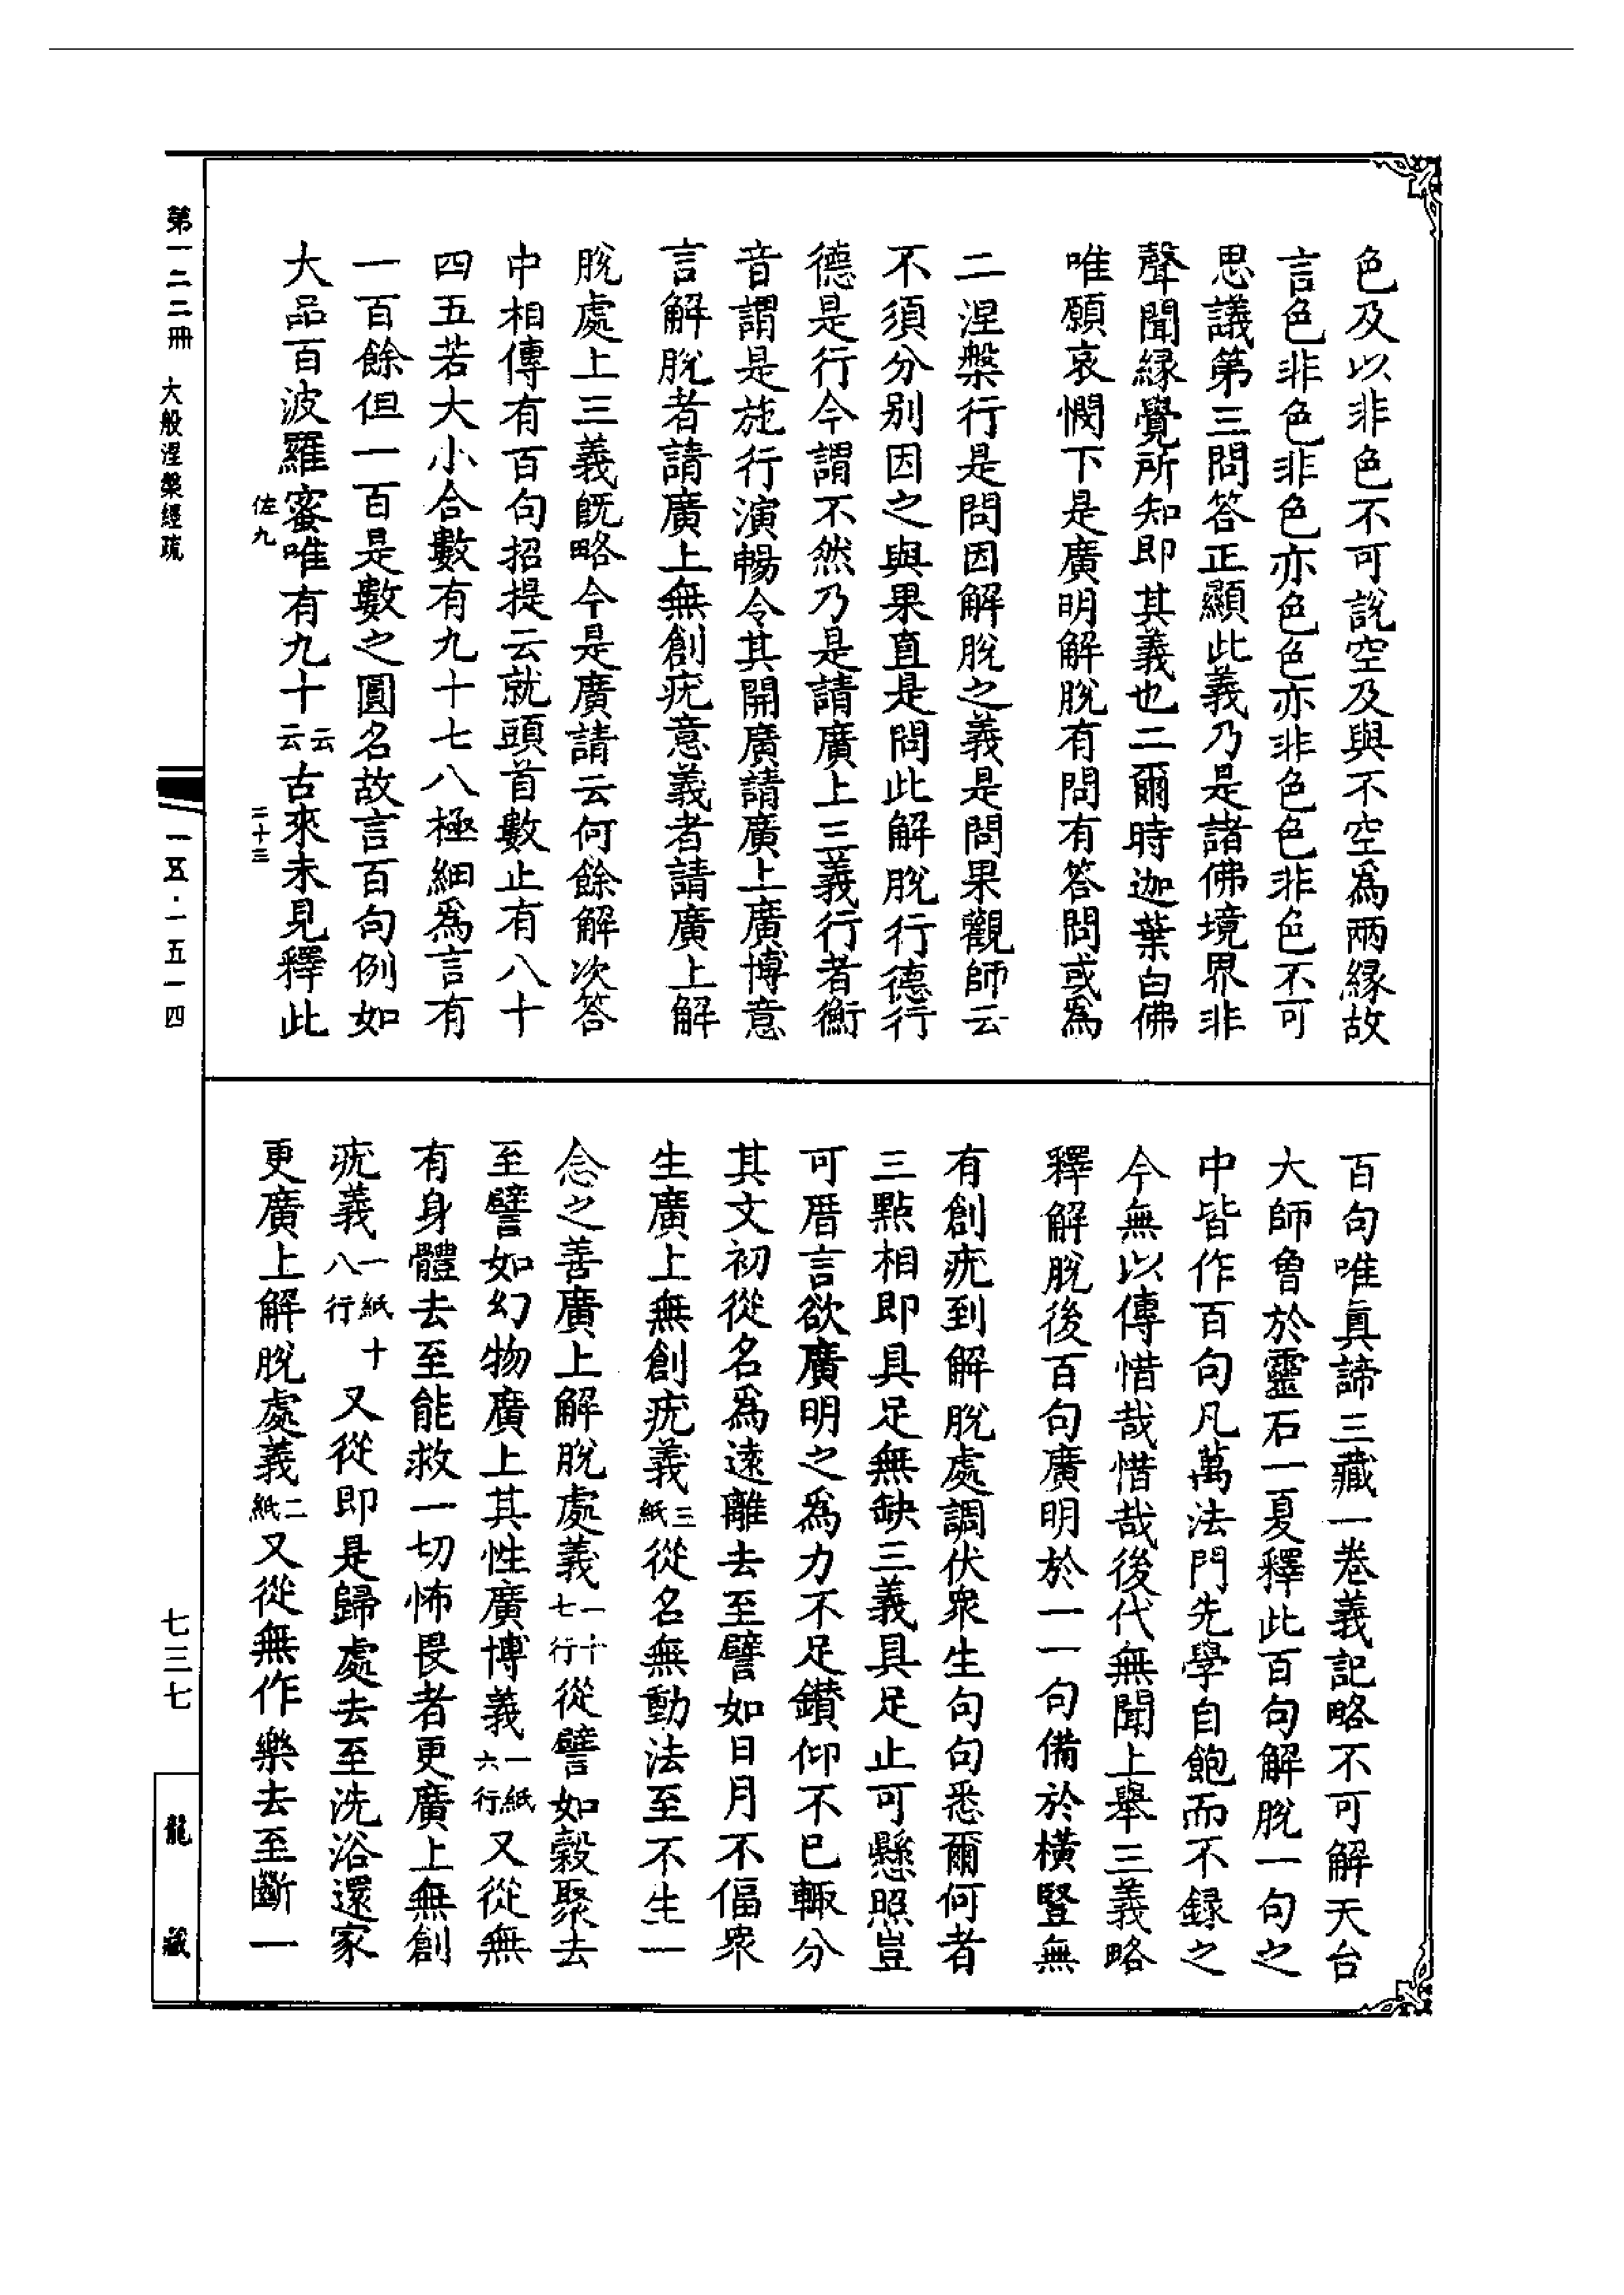 色及以非色不可說空及與不空爲兩緣故
言色非色非色亦色色亦非色色非色不可
思議第三問答正顯此義乃是諸佛境界非
聲聞緣覺所知即其義也二爾時迦葉白佛
唯願哀憫下是廣明解脫有問有答問或爲
二涅槃行是問因解脫之義是問果觀師云
不須分別因之與果直是問此解脫行德行
德是行今謂不然乃是請廣上三義行者衡
音謂是施行演暢令其開廣請廣上廣博意
言解脫者請廣上無創疣意義者請廣上解
脫處上三義旣略今是廣請云何餘解次答
中相傳有百句招提云就頭首數止有八十
四五若大小合數有九十七八極細爲言有
一百餘但一百是數之圓名故言百句例如
大品百波羅蜜唯有九十云云古來未見釋此
佐九
二十三
百句唯眞諦三藏一卷義記略不可解天台
大師曾於靈石一夏釋此百句解脫一句之
中皆作百句凡萬法門先學自飽而不録之
今無以傳惜哉惜哉後代無聞上舉三義略
釋解脫後百句廣明於一一句備於橫豎無
有創疣到解脫處調伏衆生句句悉爾何者
三點相即具足無缺三義具足止可懸照豈
可厝言欲廣明之爲力不足鑚仰不已輙分
其文初從名爲遠離去至譬如日月不偪衆
生廣上無創疣義三紙從名無動法至不生一
念之善廣上解脫處義一十七行從譬如穀聚去
至譬如幻物廣上其性廣博義一紙六行又從無
有身體去至能救一切怖畏者更廣上無創
疣義一紙十八行又從即是歸處去至洗浴還家
更廣上解脫處義二紙又從無作樂去至斷一
第一二二冊 大般涅槃經疏
一五·一五一四
七三七
龍藏